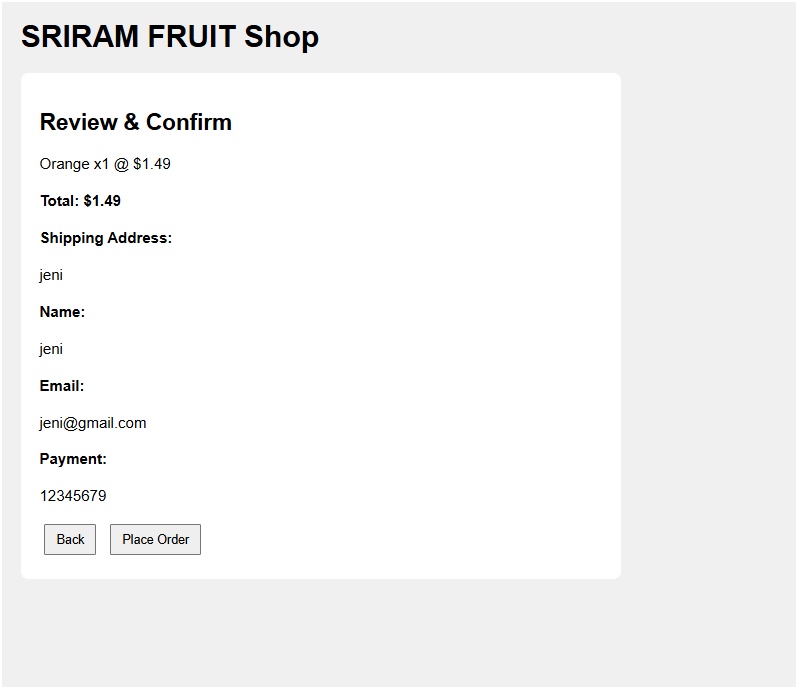 SRIRAM FRUIT Shop
Review & Confirm
Orange x1 @ $1.49
Total: $1.49
Shipping Address:
jeni
Name:
jeni
Email:
jeni@gmail.com
Payment:
12345679
Back Place Order